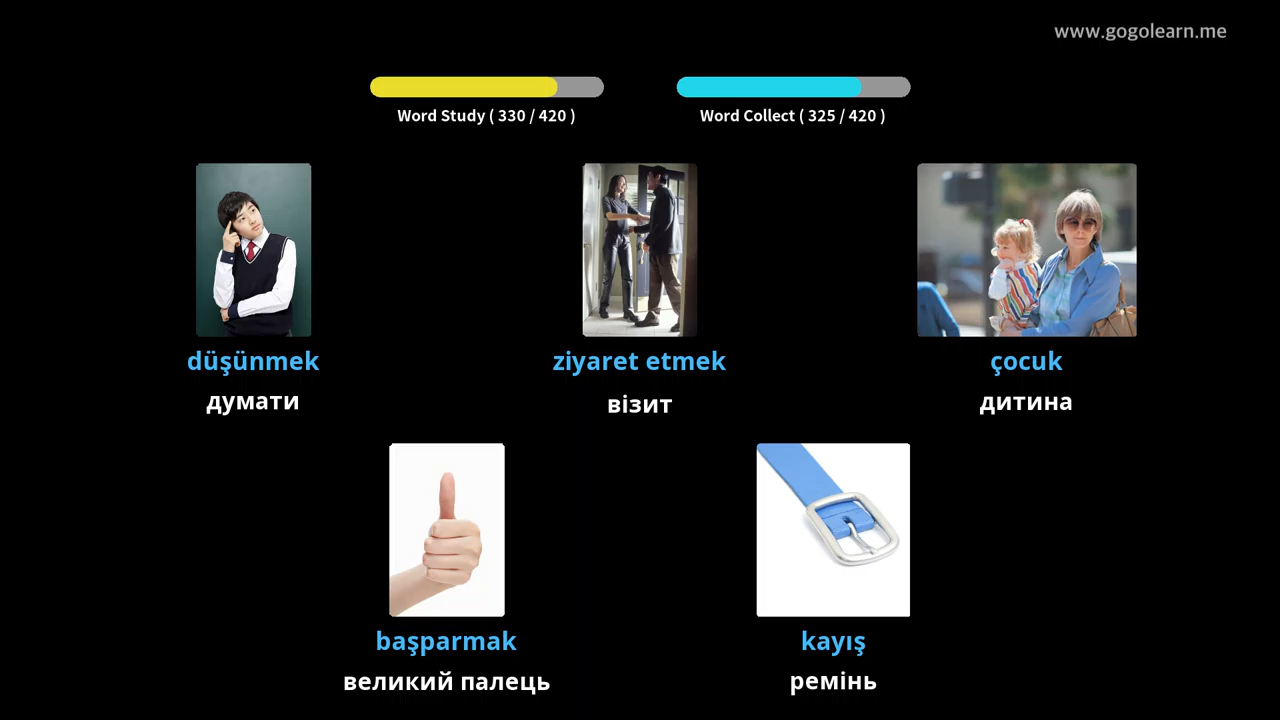 www.gogolearn.me
Word Study ( 330 / 420 )
Word Collect ( 325 / 420 )
düşünmek
думати
ziyaret etmek
візит
çocuk
дитина
başparmak
великий палець
kayış
ремінь